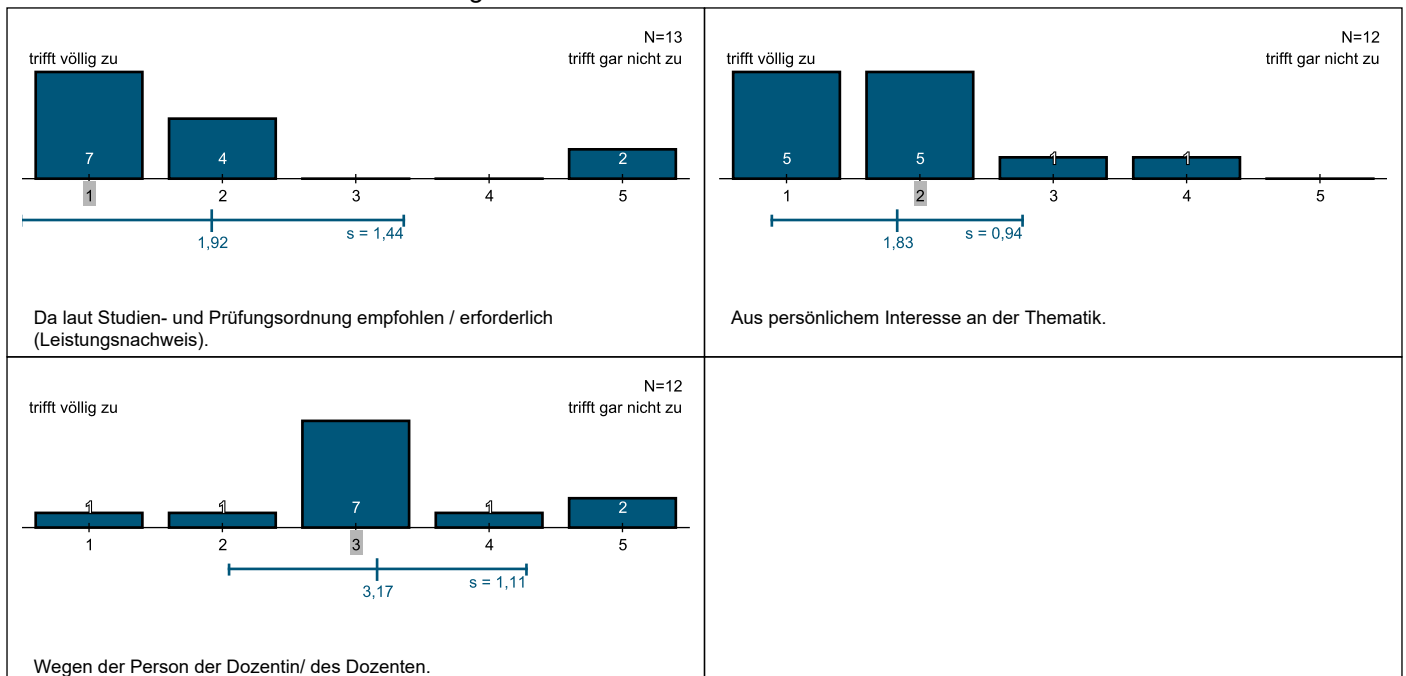 N=13
trifft völlig zu trifft gar nicht zu
7 4 2
1 2 3 4 5
1,92 s = 1,44
Da laut Studien- und Prüfungsordnung empfohlen / erforderlich
(Leistungsnachweis).
N=12
trifft völlig zu trifft gar nicht zu
5 5 1 1
1 2 3 4 5
1,83 s = 0,94
Aus persönlichem Interesse an der Thematik.
N=12
trifft völlig zu trifft gar nicht zu
1 1 7 1 2
1 2 3 4 5
3,17 s = 1,11
Wegen der Person der Dozentin/ des Dozenten.